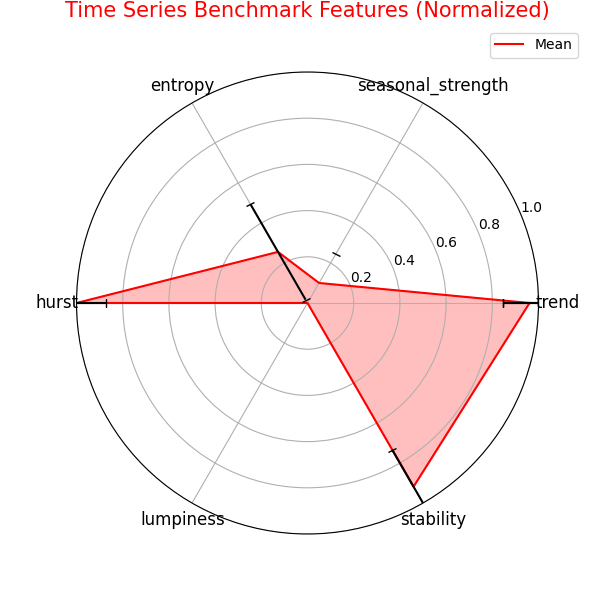 Time Series Benchmark Features (Normalized)
Mean
entropy
seasonal_strength
1.0
0.8
0.6
0.4
0.2
hurst
trend
lumpiness
stability